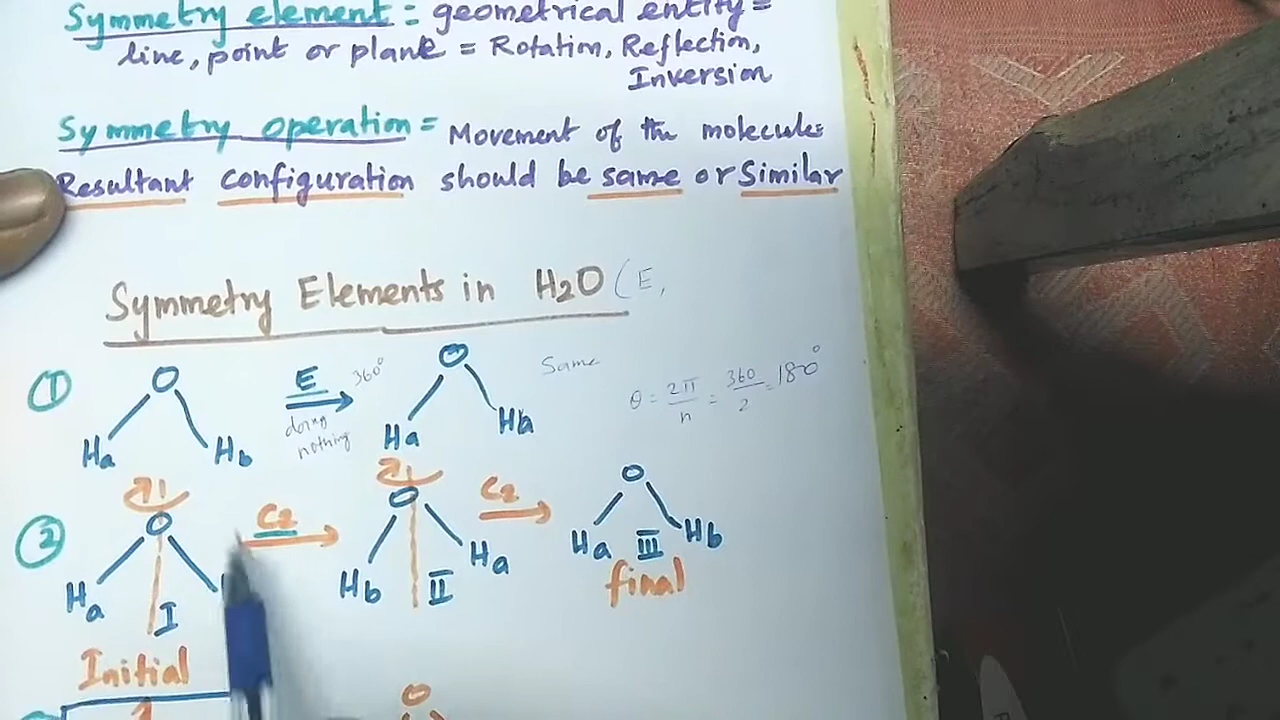 Symmetry element : geometrical entity =
line, point or plane = Rotation, Reflection,
Inversion
Symmetry operation = Movement of the molecules
Resultant configuration should be same or Similar
Symmetry Elements in H2O (E,
① O E 360° O Same
doing nothing
Ha Hb Ha Hb
θ = 2π/n = 360/2 = 180°
② O C2 O C2 O
Ha I Hb Ha II Ha Hb III
Initial final